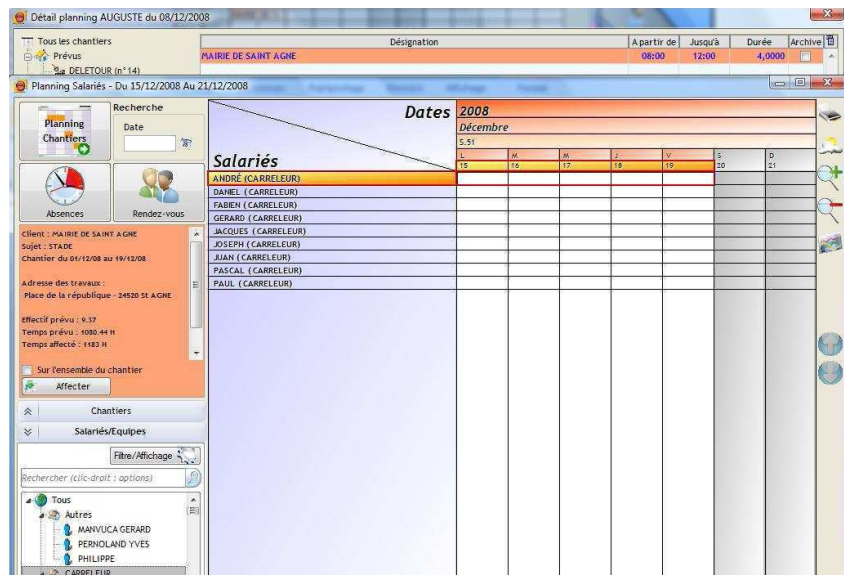 Détail planning AUGUSTE du 08/12/2008
Tous les chantiers
Prévus
DELETOUR (n°14)
Désignation A partir de Jusqu'à Durée Archive
MAIRIE DE SAINT AGNE 08:00 12:00 4,0000
Planning Salariés - Du 15/12/2008 Au 21/12/2008
Planning
Chantiers
Recherche
Date
Absences
Rendez-vous
Client : MAIRIE DE SAINT AGNE
Sujet : STADE
Chantier du 01/12/08 au 19/12/08
Adresse des travaux :
Place de la république - 24520 St AGNE
Effectif prévu : 9.37
Temps prévu : 1080.44 H
Temps affecté : 1183 H
Sur l'ensemble du chantier
Affecter
Chantiers
Salariés/Equipes
Filtre/Affichage
Rechercher (clic-droit : options)
Tous
Autres
MANVUCA GERARD
PERNOLAND YVES
PHILIPPE
CARRELEUR
Dates
Salariés
2008
Décembre
S.51
L M M J V S D
15 16 17 18 19 20 21
ANDRÉ (CARRELEUR)
DANIEL (CARRELEUR)
FABIEN (CARRELEUR)
GERARD (CARRELEUR)
JACQUES (CARRELEUR)
JOSEPH (CARRELEUR)
JUAN (CARRELEUR)
PASCAL (CARRELEUR)
PAUL (CARRELEUR)